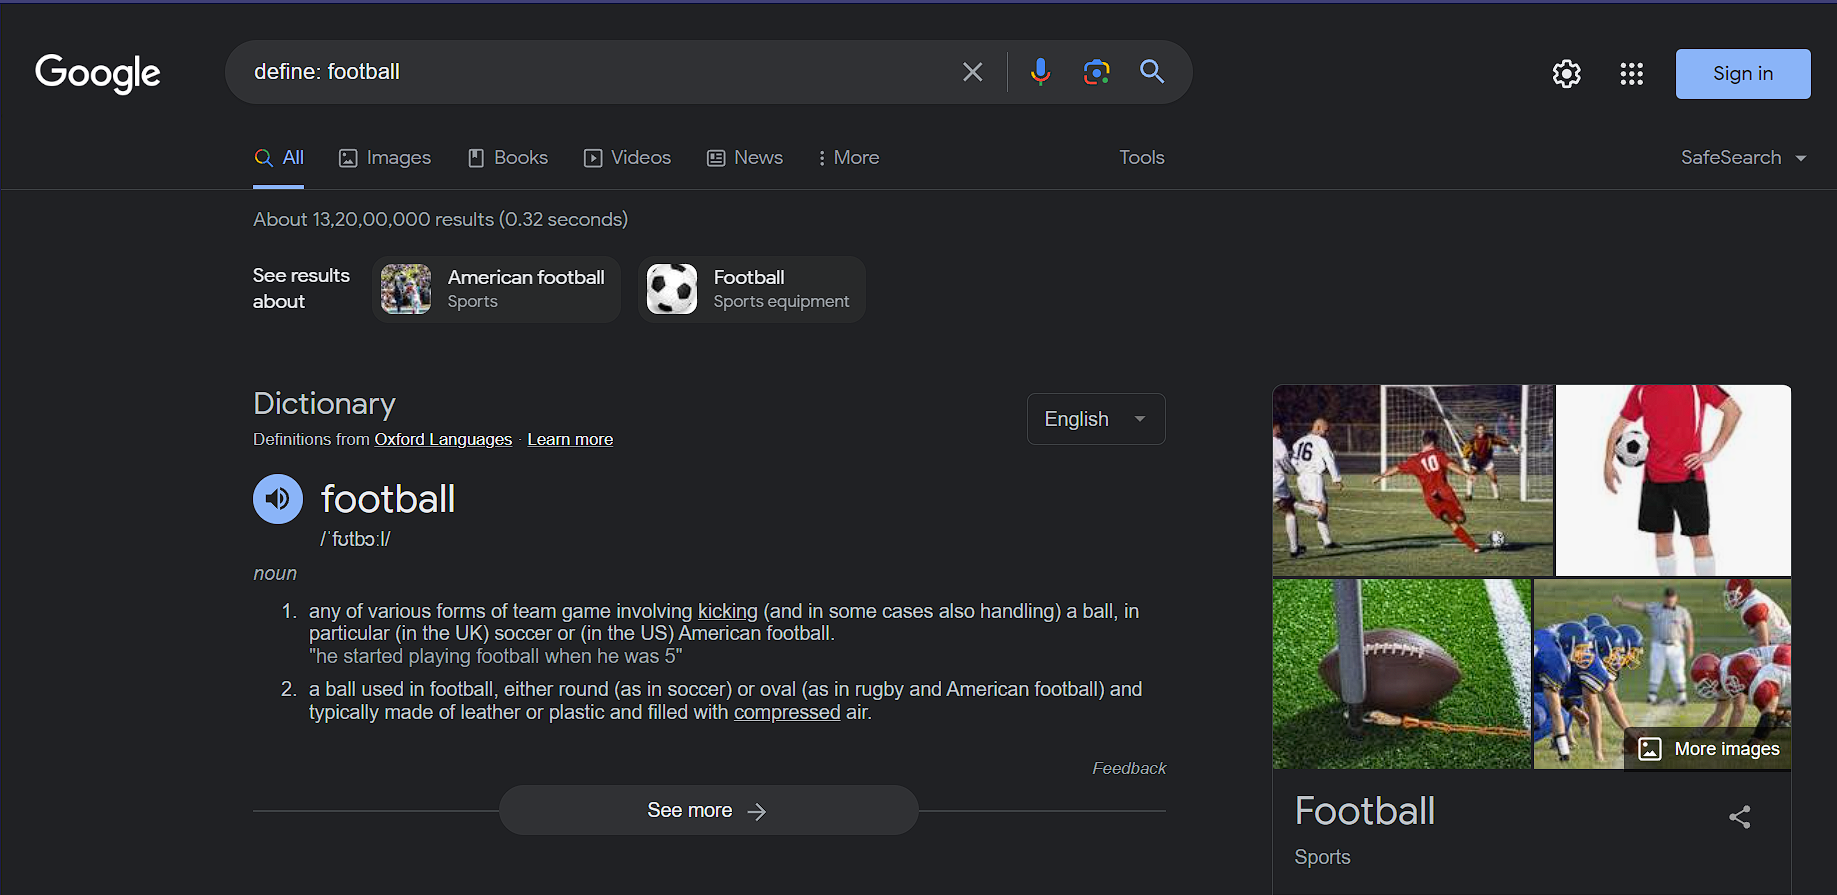 Google
define: football
Sign in
All Images Books Videos News More Tools SafeSearch
About 13,20,00,000 results (0.32 seconds)
See results about
American football
Sports
Football
Sports equipment
Dictionary
English
Definitions from Oxford Languages · Learn more
football
/ˈfʊtbɔːl/
noun
1. any of various forms of team game involving kicking (and in some cases also handling) a ball, in
particular (in the UK) soccer or (in the US) American football.
"he started playing football when he was 5"
2. a ball used in football, either round (as in soccer) or oval (as in rugby and American football) and
typically made of leather or plastic and filled with compressed air.
Feedback
See more
16
10
More images
Football
Sports